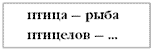 птица – рыба
птицелов – ...